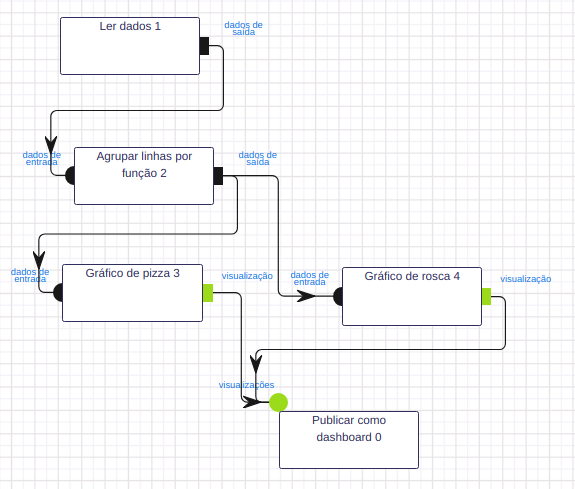 Ler dados 1
dados de
saída
dados de
entrada
Agrupar linhas por
função 2
dados de
saída
dados de
entrada
Gráfico de pizza 3
visualização
dados de
entrada
Gráfico de rosca 4
visualização
visualizações
Publicar como
dashboard 0